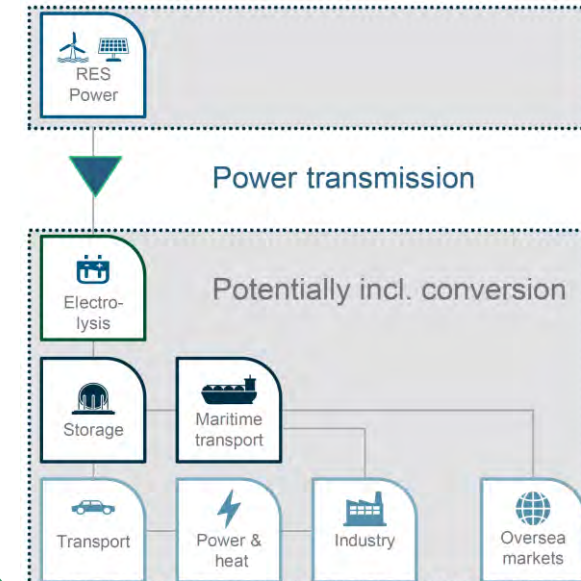 RES
Power
Power transmission
Potentially incl. conversion
Electro-
lysis
Storage
Maritime
transport
Transport
Power &
heat
Industry
Oversea
markets